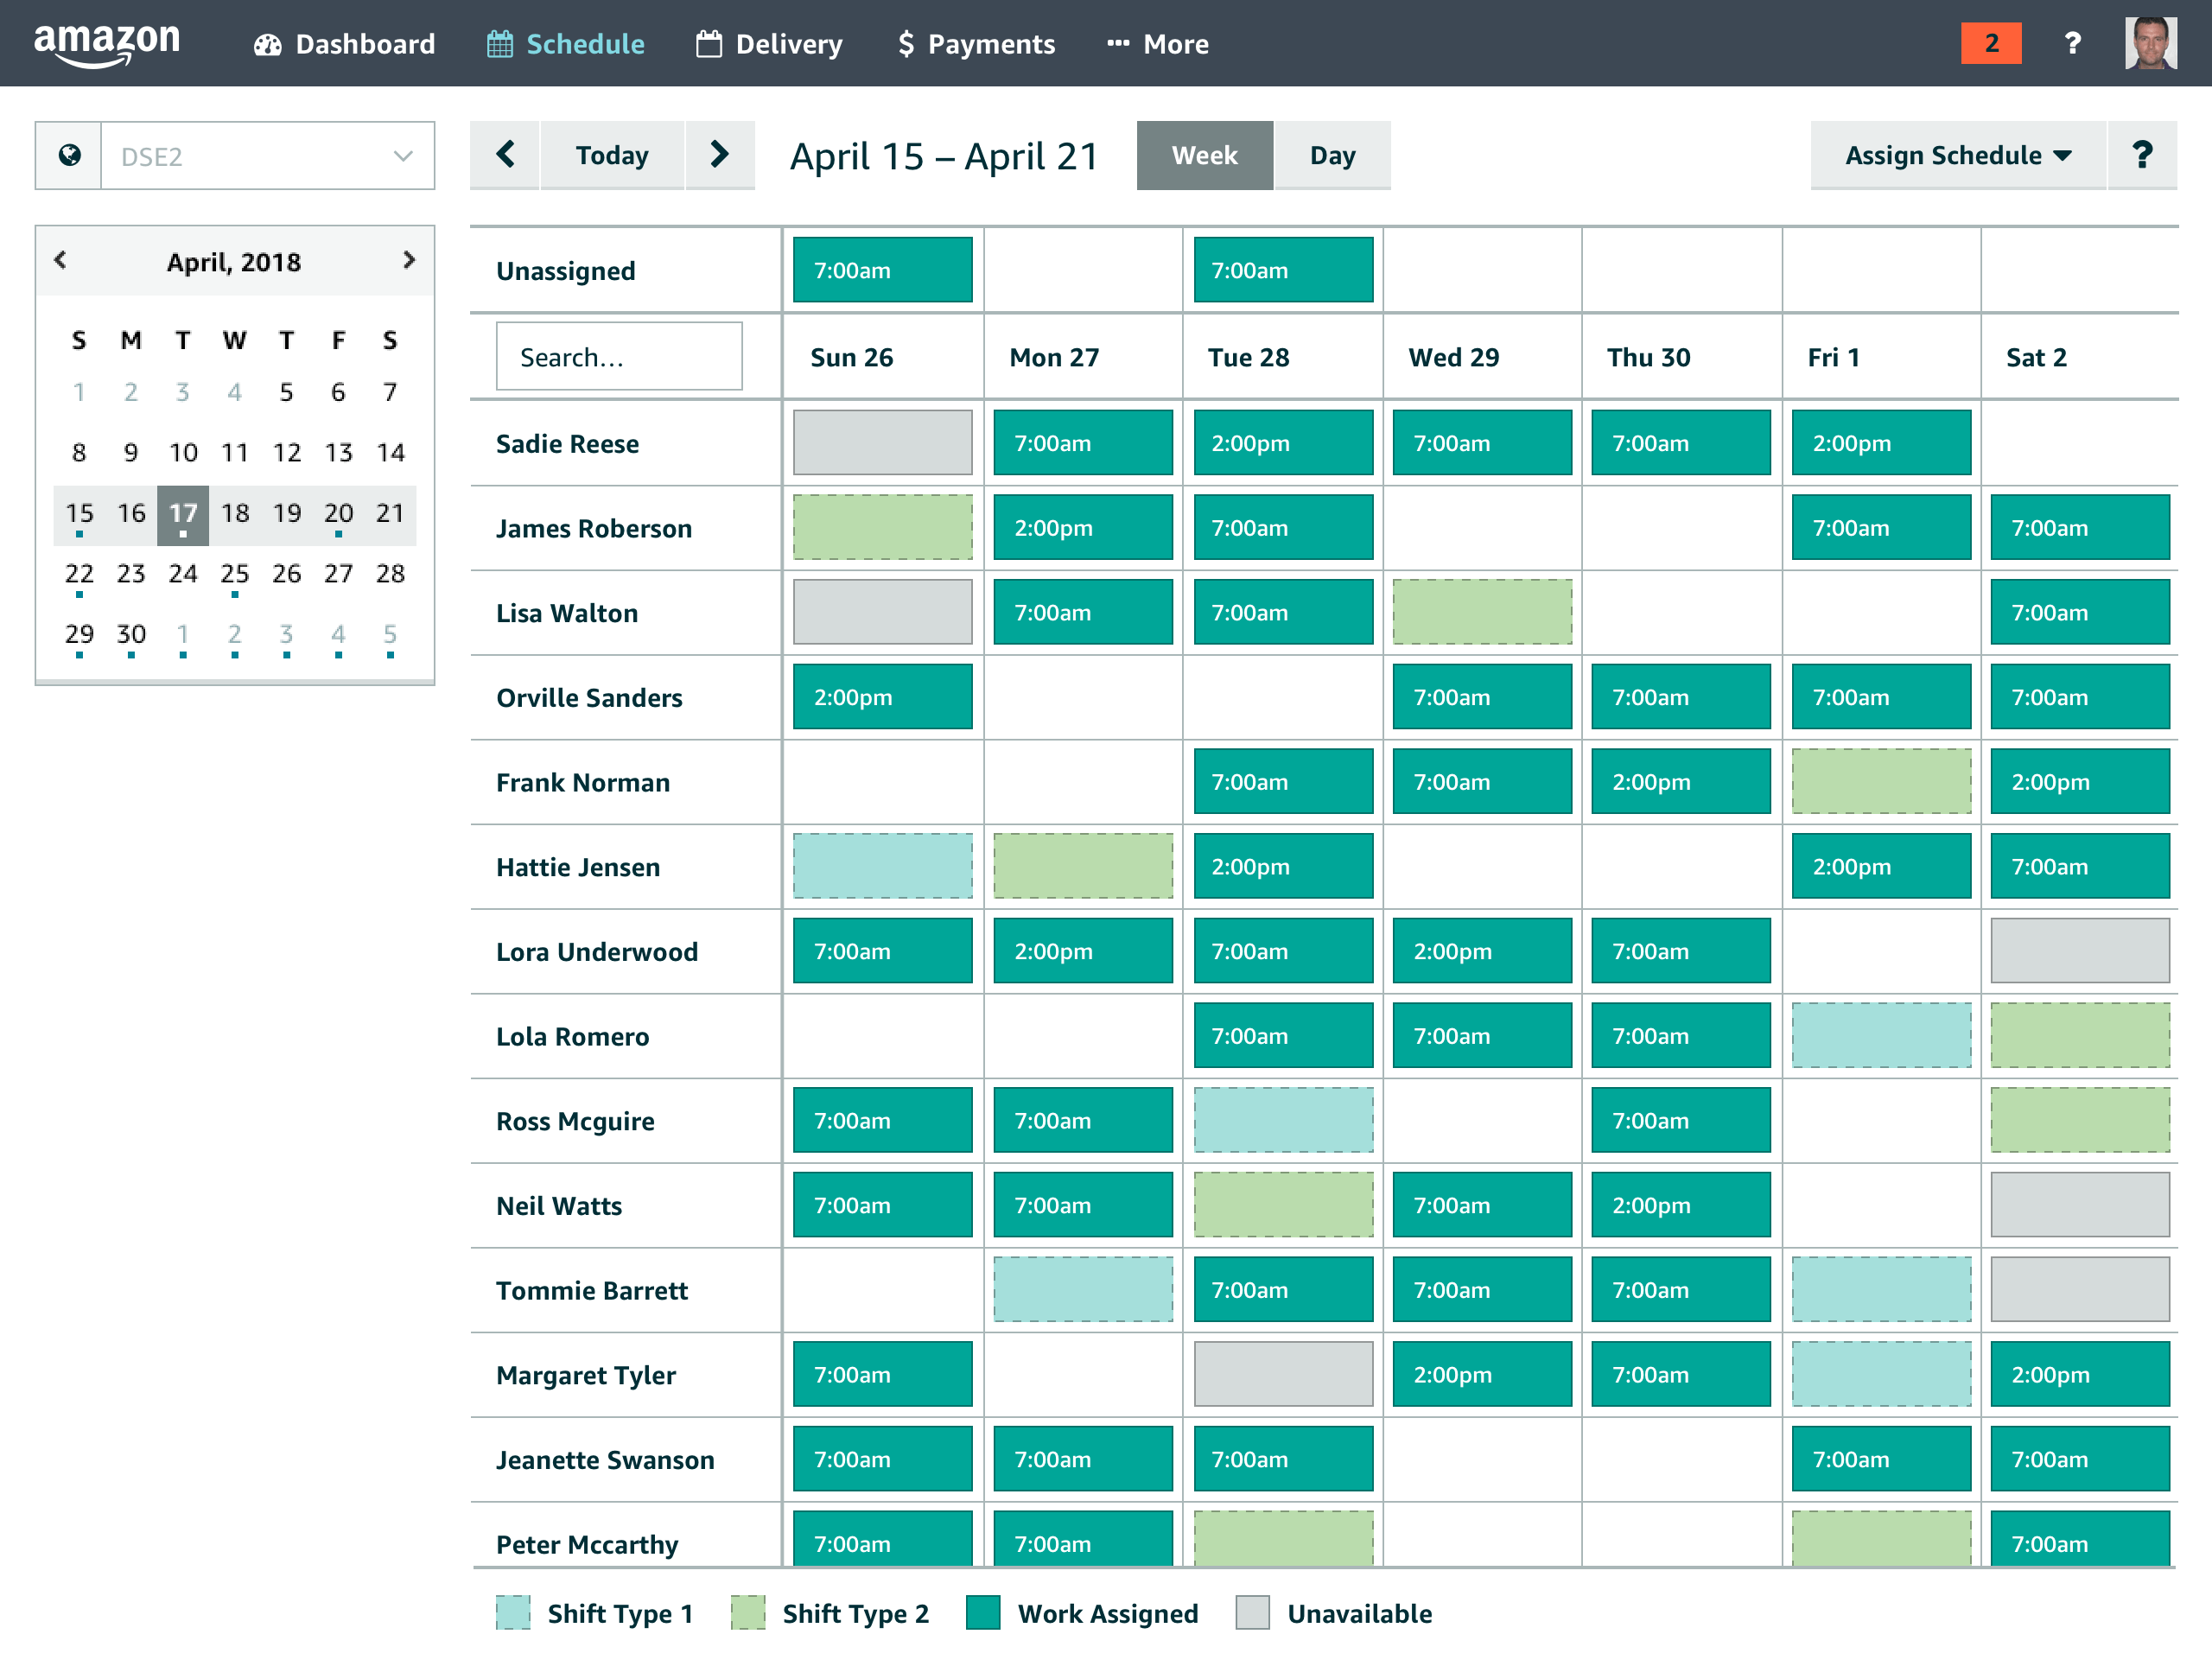 amazon Dashboard Schedule Delivery $ Payments More 2 ?
DSE2 Today April 15 – April 21 Week Day Assign Schedule ?
April, 2018
S M T W T F S
1 2 3 4 5 6 7
8 9 10 11 12 13 14
15 16 17 18 19 20 21
22 23 24 25 26 27 28
29 30 1 2 3 4 5
Unassigned 7:00am 7:00am
Search... Sun 26 Mon 27 Tue 28 Wed 29 Thu 30 Fri 1 Sat 2
Sadie Reese 7:00am 2:00pm 7:00am 7:00am 2:00pm
James Roberson 2:00pm 7:00am 7:00am 7:00am
Lisa Walton 7:00am 7:00am 7:00am
Orville Sanders 2:00pm 7:00am 7:00am 7:00am 7:00am
Frank Norman 7:00am 7:00am 2:00pm 2:00pm
Hattie Jensen 2:00pm 2:00pm 7:00am
Lora Underwood 7:00am 2:00pm 7:00am 2:00pm 7:00am
Lola Romero 7:00am 7:00am 7:00am
Ross Mcguire 7:00am 7:00am 7:00am
Neil Watts 7:00am 7:00am 7:00am 2:00pm
Tommie Barrett 7:00am 7:00am 7:00am
Margaret Tyler 7:00am 2:00pm 7:00am 2:00pm
Jeanette Swanson 7:00am 7:00am 7:00am 7:00am 7:00am
Peter Mccarthy 7:00am 7:00am 7:00am
Shift Type 1 Shift Type 2 Work Assigned Unavailable